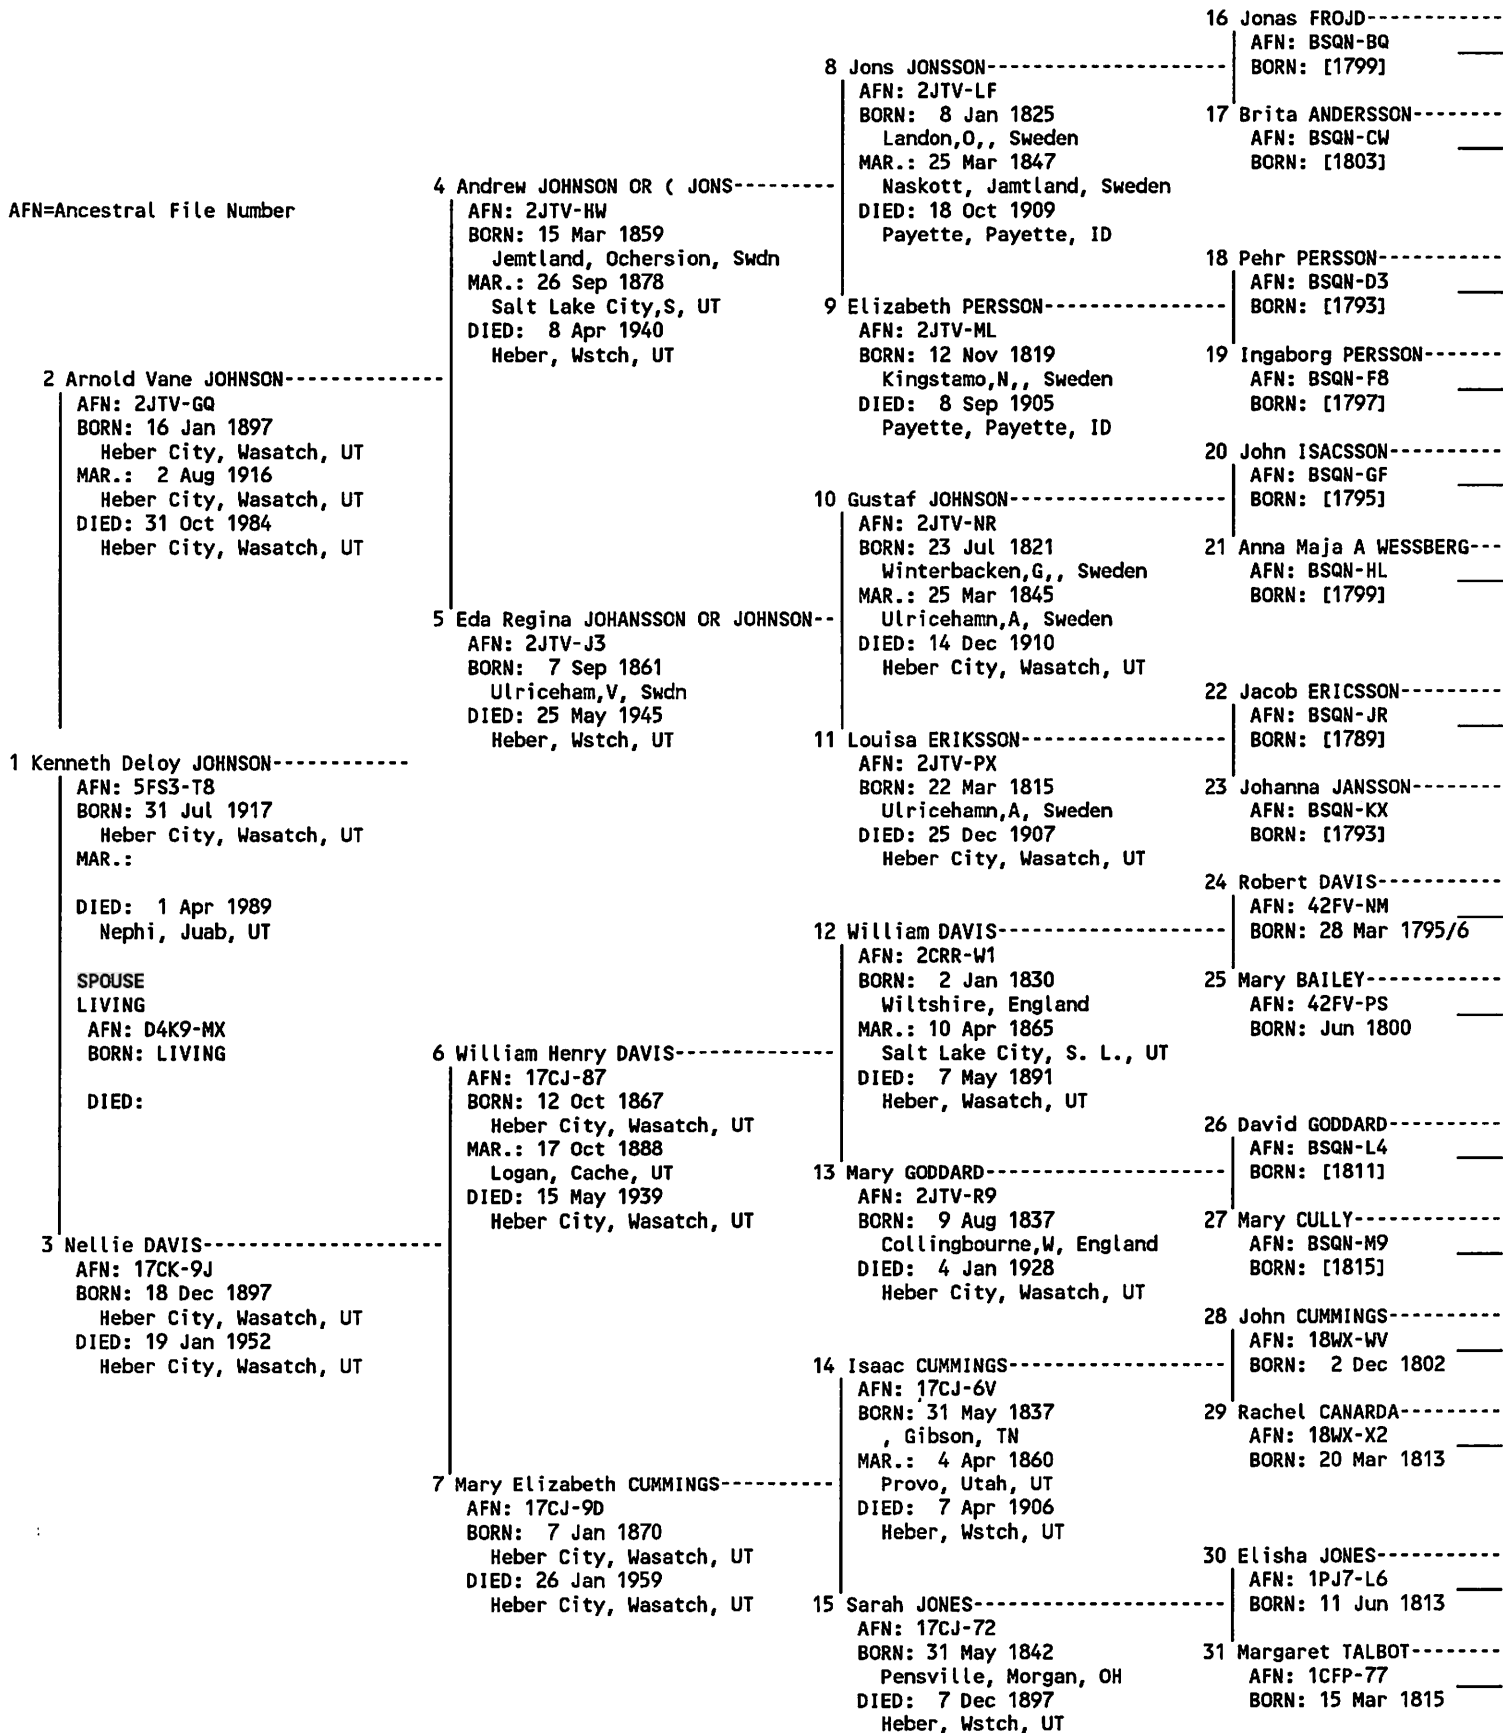 AFN=Ancestral File Number
1 Kenneth Deloy JOHNSON------------
AFN: 5FS3-T8
BORN: 31 Jul 1917
Heber City, Wasatch, UT
MAR.:
DIED:  1 Apr 1989
Nephi, Juab, UT
SPOUSE
LIVING
AFN: D4K9-MX
BORN: LIVING
DIED:
2 Arnold Vane JOHNSON--------------
AFN: 2JTV-GQ
BORN: 16 Jan 1897
Heber City, Wasatch, UT
MAR.:  2 Aug 1916
Heber City, Wasatch, UT
DIED: 31 Oct 1984
Heber City, Wasatch, UT
3 Nellie DAVIS---------------------
AFN: 17CK-9J
BORN: 18 Dec 1897
Heber City, Wasatch, UT
DIED: 19 Jan 1952
Heber City, Wasatch, UT
4 Andrew JOHNSON OR ( JONS---------
AFN: 2JTV-HW
BORN: 15 Mar 1859
Jemtland, Ochersion, Swdn
MAR.: 26 Sep 1878
Salt Lake City,S, UT
DIED:  8 Apr 1940
Heber, Wstch, UT
5 Eda Regina JOHANSSON OR JOHNSON--
AFN: 2JTV-J3
BORN:  7 Sep 1861
Ulriceham,V, Swdn
DIED: 25 May 1945
Heber, Wstch, UT
6 William Henry DAVIS--------------
AFN: 17CJ-87
BORN: 12 Oct 1867
Heber City, Wasatch, UT
MAR.: 17 Oct 1888
Logan, Cache, UT
DIED: 15 May 1939
Heber City, Wasatch, UT
7 Mary Elizabeth CUMMINGS----------
AFN: 17CJ-9D
BORN:  7 Jan 1870
Heber City, Wasatch, UT
DIED: 26 Jan 1959
Heber City, Wasatch, UT
8 Jons JONSSON---------------------
AFN: 2JTV-LF
BORN:  8 Jan 1825
Landon,O,, Sweden
MAR.: 25 Mar 1847
Naskott, Jamtland, Sweden
DIED: 18 Oct 1909
Payette, Payette, ID
9 Elizabeth PERSSON----------------
AFN: 2JTV-ML
BORN: 12 Nov 1819
Kingstamo,N,, Sweden
DIED:  8 Sep 1905
Payette, Payette, ID
10 Gustaf JOHNSON-------------------
AFN: 2JTV-NR
BORN: 23 Jul 1821
Winterbacken,G,, Sweden
MAR.: 25 Mar 1845
Ulricehamn,A, Sweden
DIED: 14 Dec 1910
Heber City, Wasatch, UT
11 Louisa ERIKSSON------------------
AFN: 2JTV-PX
BORN: 22 Mar 1815
Ulricehamn,A, Sweden
DIED: 25 Dec 1907
Heber City, Wasatch, UT
12 William DAVIS--------------------
AFN: 2CRR-W1
BORN:  2 Jan 1830
Wiltshire, England
MAR.: 10 Apr 1865
Salt Lake City, S. L., UT
DIED:  7 May 1891
Heber, Wasatch, UT
13 Mary GODDARD---------------------
AFN: 2JTV-R9
BORN:  9 Aug 1837
Collingbourne,W, England
DIED:  4 Jan 1928
Heber City, Wasatch, UT
14 Isaac CUMMINGS-------------------
AFN: 17CJ-6V
BORN: 31 May 1837
, Gibson, TN
MAR.:  4 Apr 1860
Provo, Utah, UT
DIED:  7 Apr 1906
Heber, Wstch, UT
15 Sarah JONES----------------------
AFN: 17CJ-72
BORN: 31 May 1842
Pensville, Morgan, OH
DIED:  7 Dec 1897
Heber, Wstch, UT
16 Jonas FROJD------------
AFN: BSQN-BQ
BORN: [1799]
17 Brita ANDERSSON--------
AFN: BSQN-CW
BORN: [1803]
18 Pehr PERSSON-----------
AFN: BSQN-D3
BORN: [1793]
19 Ingaborg PERSSON-------
AFN: BSQN-F8
BORN: [1797]
20 John ISACSSON----------
AFN: BSQN-GF
BORN: [1795]
21 Anna Maja A WESSBERG---
AFN: BSQN-HL
BORN: [1799]
22 Jacob ERICSSON---------
AFN: BSQN-JR
BORN: [1789]
23 Johanna JANSSON--------
AFN: BSQN-KX
BORN: [1793]
24 Robert DAVIS-----------
AFN: 42FV-NM
BORN: 28 Mar 1795/6
25 Mary BAILEY------------
AFN: 42FV-PS
BORN: Jun 1800
26 David GODDARD----------
AFN: BSQN-L4
BORN: [1811]
27 Mary CULLY-------------
AFN: BSQN-M9
BORN: [1815]
28 John CUMMINGS----------
AFN: 18WX-WV
BORN:  2 Dec 1802
29 Rachel CANARDA---------
AFN: 18WX-X2
BORN: 20 Mar 1813
30 Elisha JONES-----------
AFN: 1PJ7-L6
BORN: 11 Jun 1813
31 Margaret TALBOT--------
AFN: 1CFP-77
BORN: 15 Mar 1815